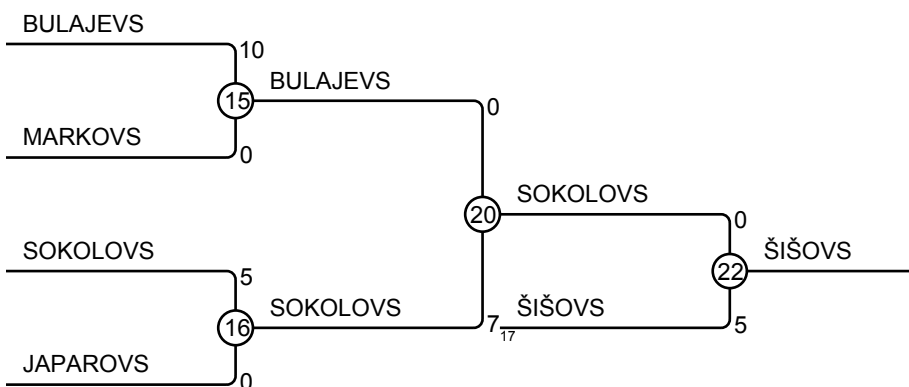 BULAJEVS
10
15
BULAJEVS
0
MARKOVS
0
20
SOKOLOVS
0
SOKOLOVS
5
22
ŠIŠOVS
16
SOKOLOVS
7
17
ŠIŠOVS
5
JAPAROVS
0